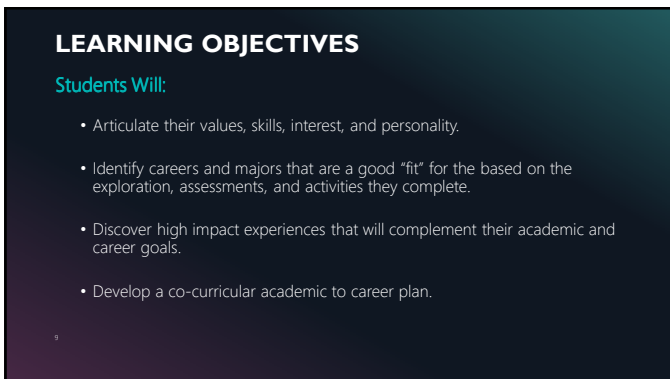 LEARNING OBJECTIVES
Students Will:
• Articulate their values, skills, interest, and personality.
• Identify careers and majors that are a good “fit” for the based on the
exploration, assessments, and activities they complete.
• Discover high impact experiences that will complement their academic and
career goals.
• Develop a co-curricular academic to career plan.
9